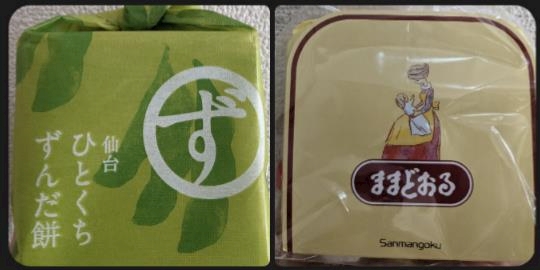 ず
仙台
ひとくち
ずんだ餅
ままどおる
Sanmangoku